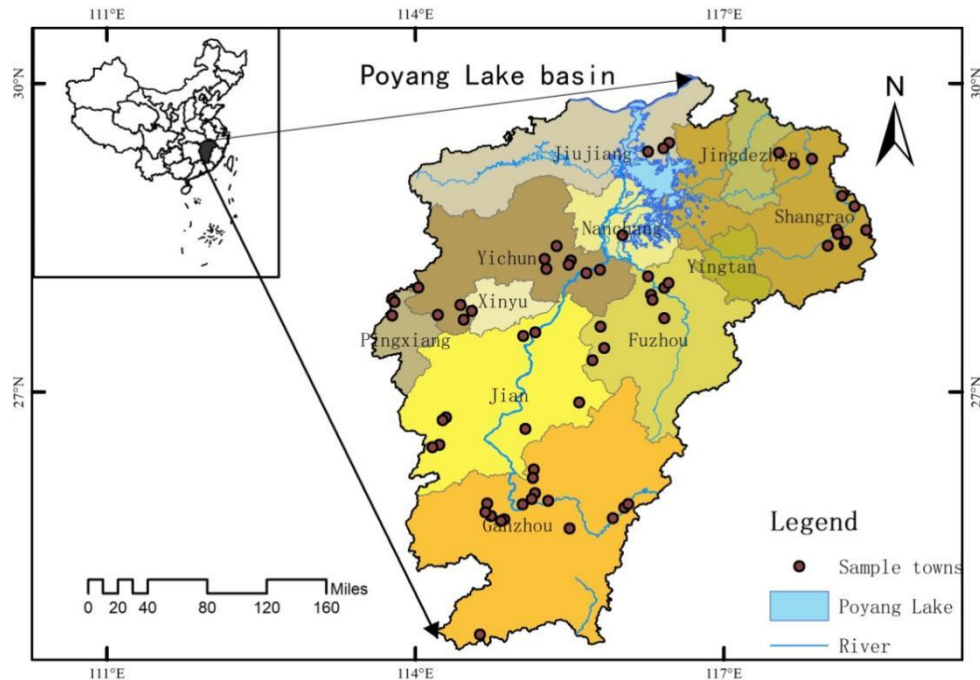 111°E 114°E 117°E
30°N 30°N
Poyang Lake basin
N
Jiujiang
Jingdezhen
Shangrao
Nanchang
Yichun
Yingtan
Xinyu
Pingxiang
Fuzhou
27°N 27°N
Jian
Ganzhou
Legend
Sample towns
Poyang Lake
River
Miles
0 20 40 80 120 160
111°E 114°E 117°E